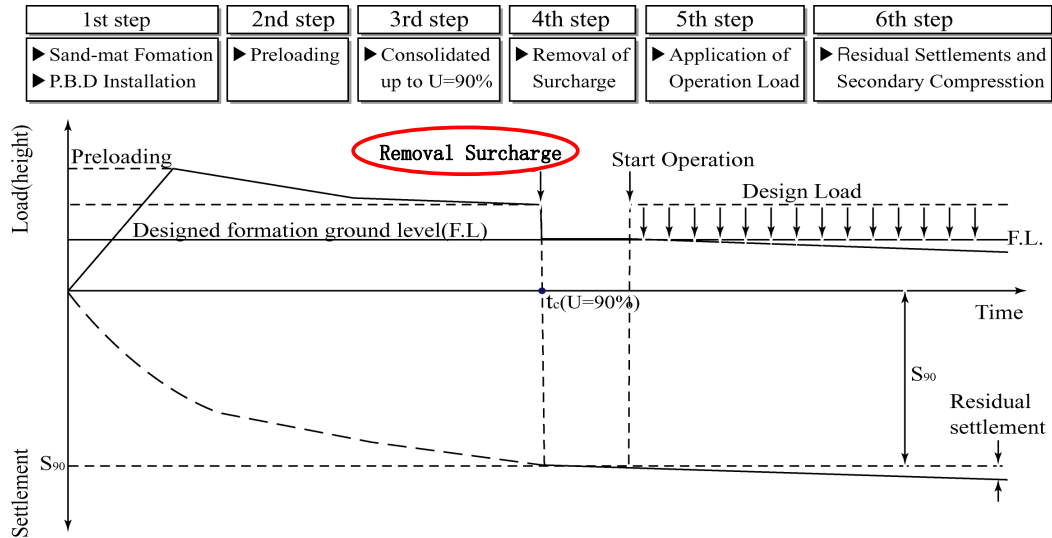 1st step
▶ Sand-mat Fomation
▶ P.B.D Installation
2nd step
▶ Preloading
3rd step
▶ Consolidated
up to U=90%
4th step
▶ Removal of
Surcharge
5th step
▶ Application of
Operation Load
6th step
▶ Residual Settlements and
Secondary Compresstion
Load(height)
Preloading
Removal Surcharge
Start Operation
Design Load
Designed formation ground level(F.L)
F.L.
tc(U=90%)
Time
S90
Residual
settlement
S90
Settlement